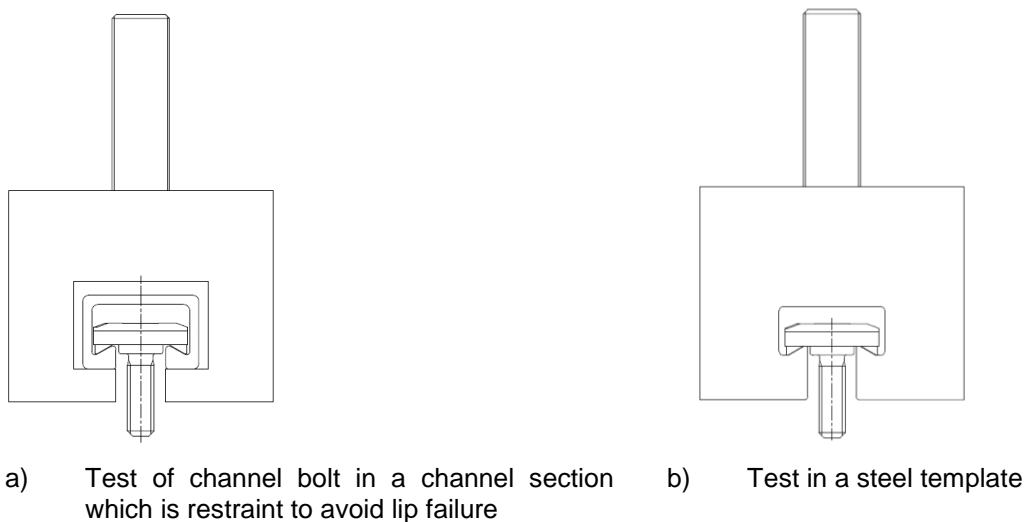 a) Test of channel bolt in a channel section
which is restraint to avoid lip failure
b) Test in a steel template